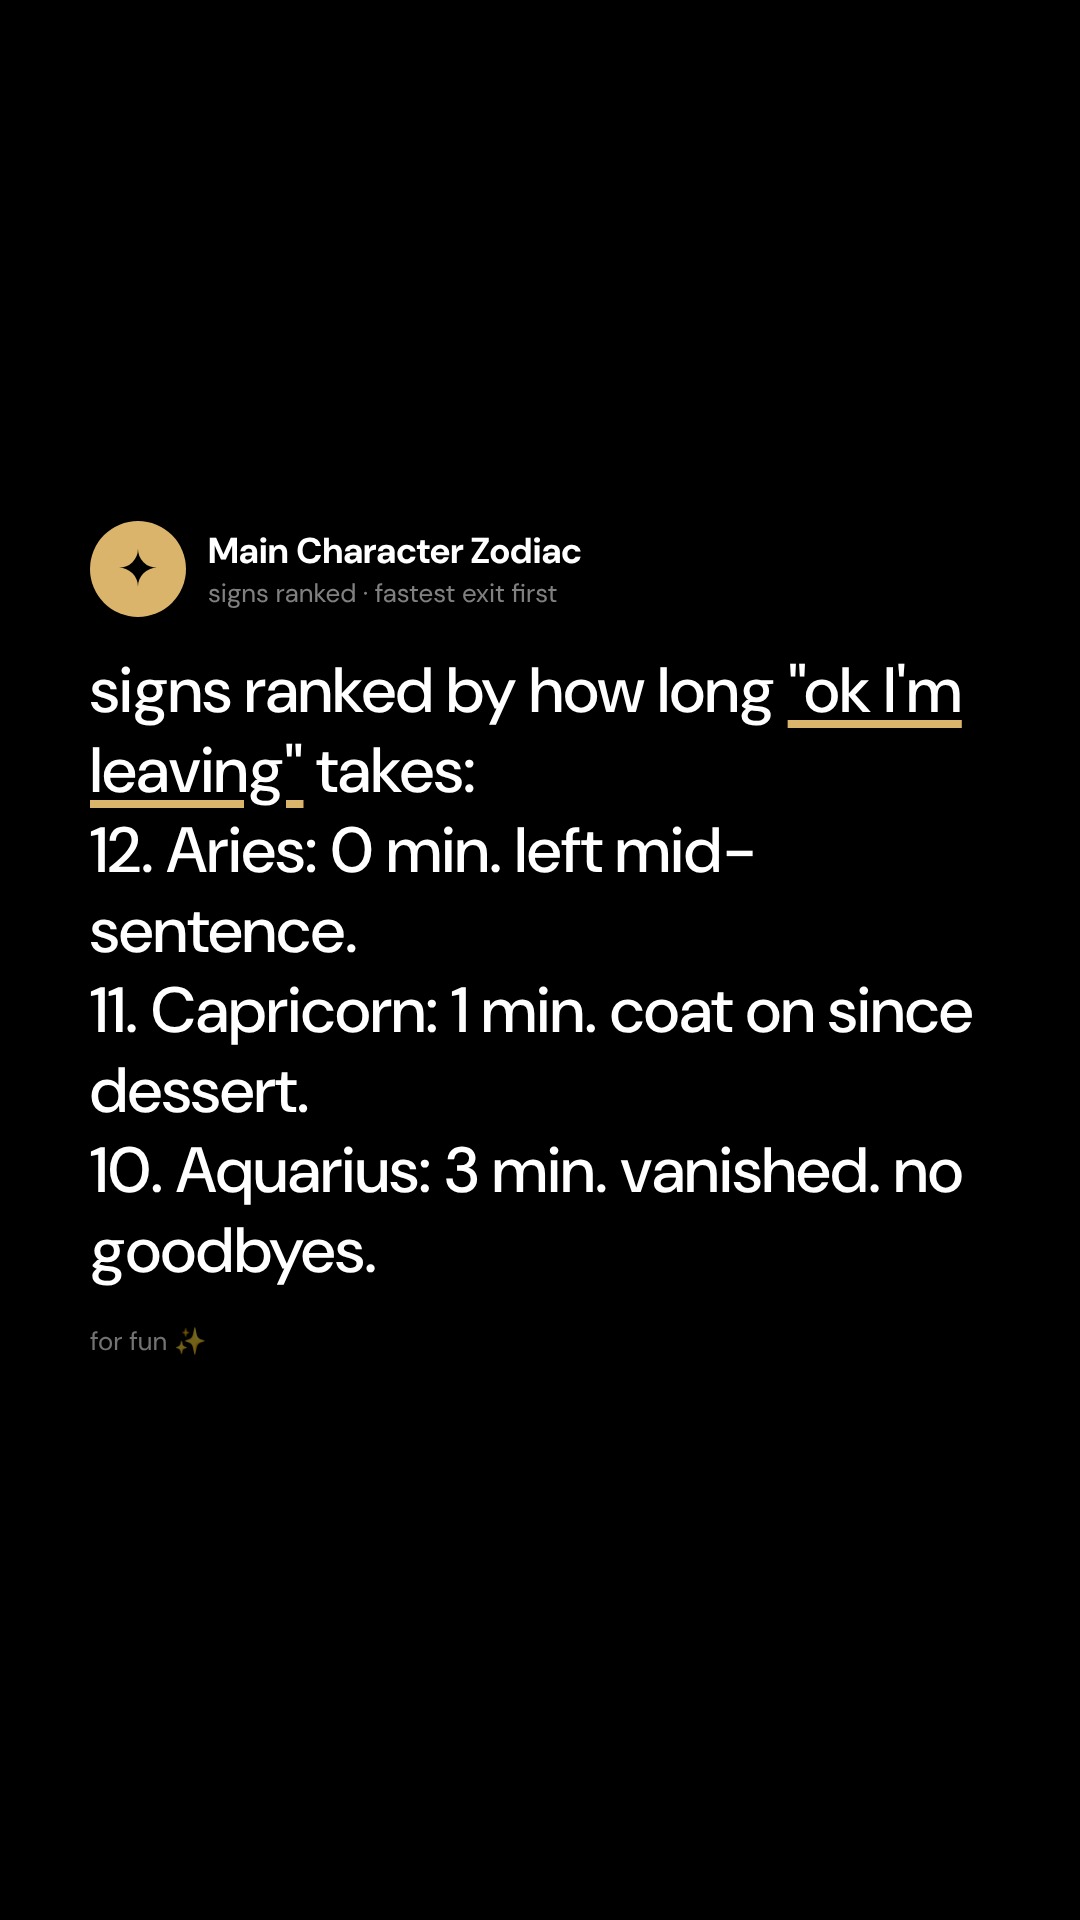 Main Character Zodiac
signs ranked · fastest exit first
signs ranked by how long "ok I'm
leaving" takes:
12. Aries: 0 min. left mid-
sentence.
11. Capricorn: 1 min. coat on since
dessert.
10. Aquarius: 3 min. vanished. no
goodbyes.
for fun ✨